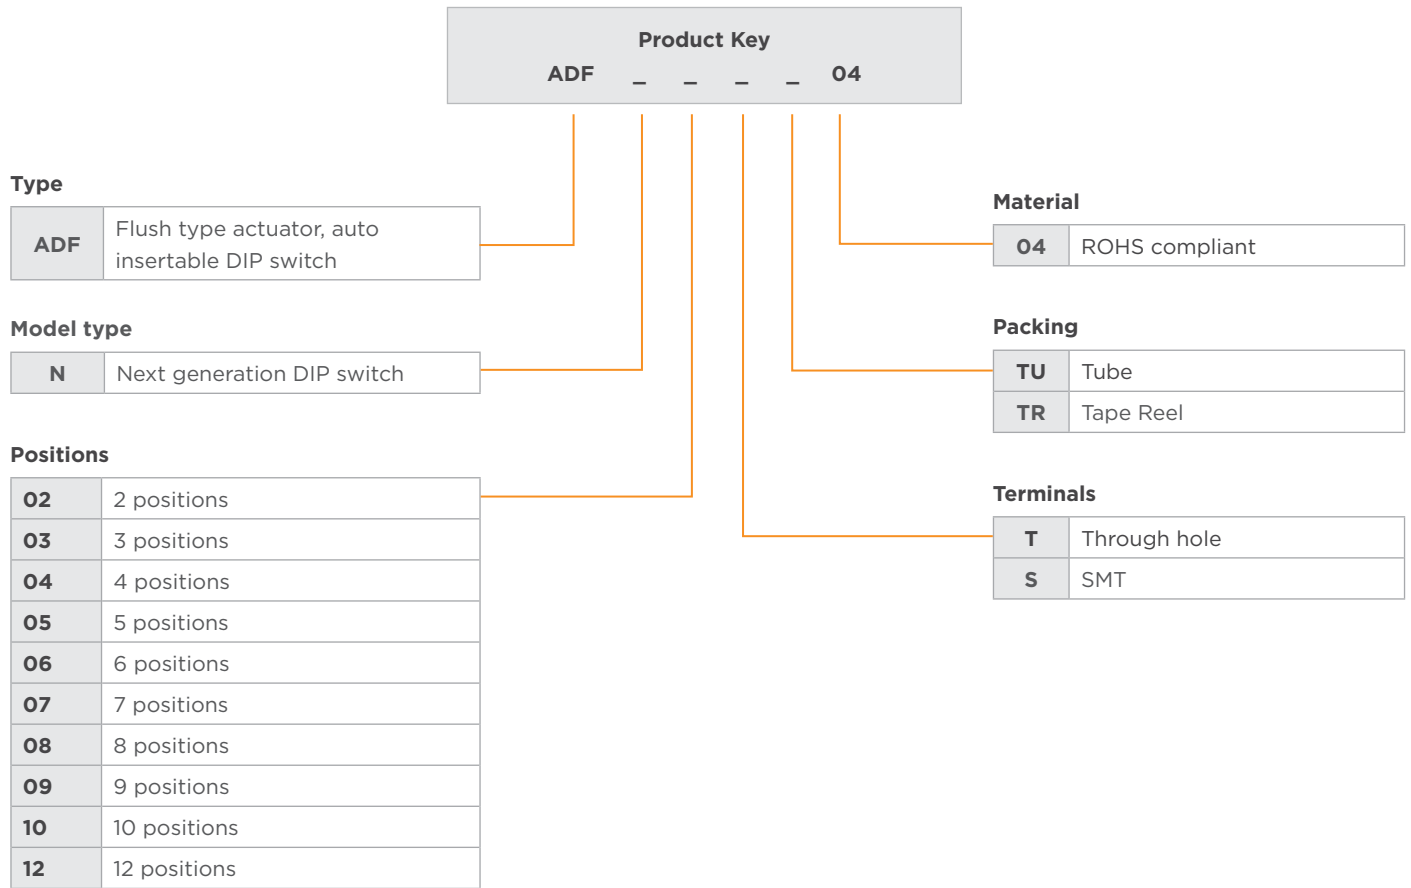 Product Key
ADF _ _ _ _ 04
Type
ADF Flush type actuator, auto
insertable DIP switch
Model type
N Next generation DIP switch
Positions
02 2 positions
03 3 positions
04 4 positions
05 5 positions
06 6 positions
07 7 positions
08 8 positions
09 9 positions
10 10 positions
12 12 positions
Material
04 ROHS compliant
Packing
TU Tube
TR Tape Reel
Terminals
T Through hole
S SMT